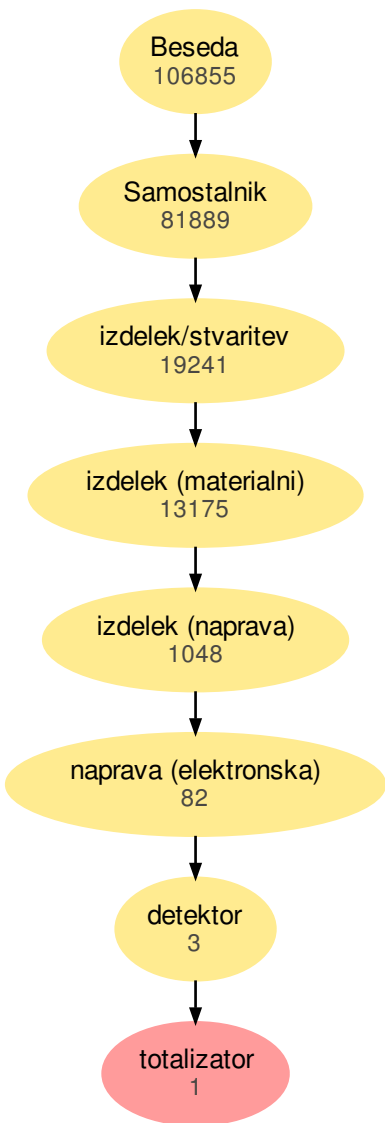 Beseda
106855
Samostalnik
81889
izdelek/stvaritev
19241
izdelek (materialni)
13175
izdelek (naprava)
1048
naprava (elektronska)
82
detektor
3
totalizator
1